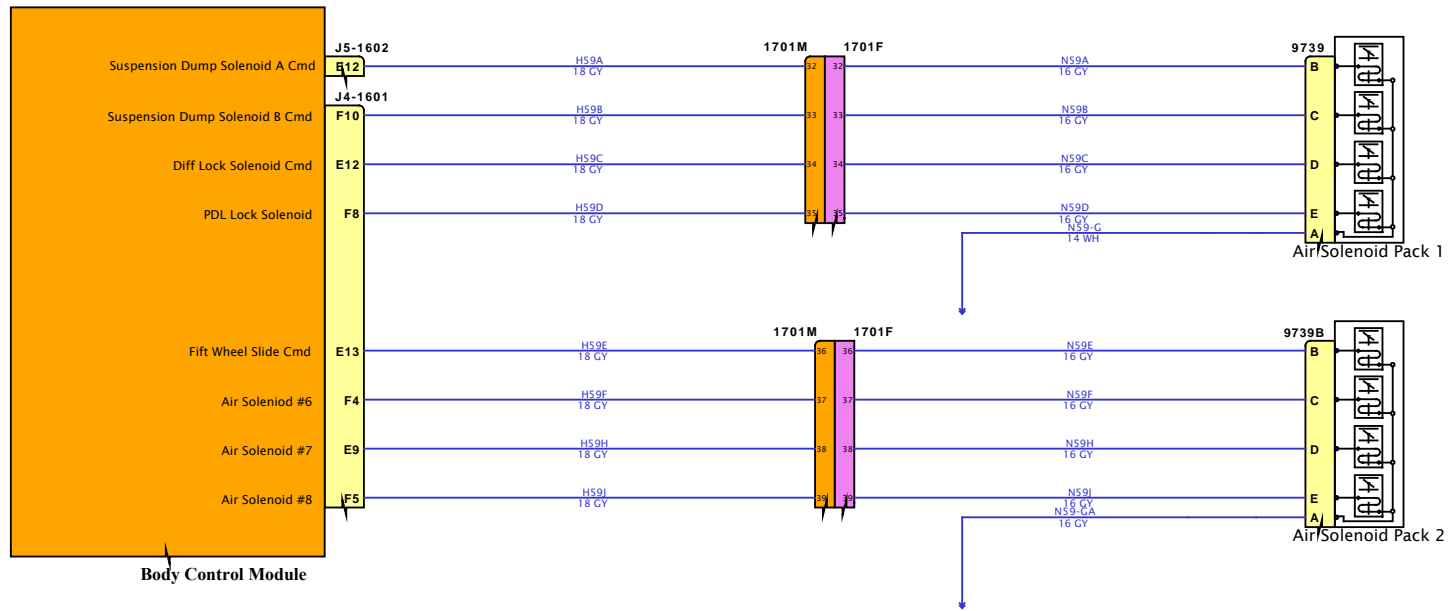 J5-1602
1701M 1701F
9739
Suspension Dump Solenoid A Cmd E12 H59A 18 GY 32 32 N59A 16 GY B
J4-1601
Suspension Dump Solenoid B Cmd F10 H59B 18 GY 33 33 N59B 16 GY C
Diff Lock Solenoid Cmd E12 H59C 18 GY 34 34 N59C 16 GY D
PDL Lock Solenoid F8 H59D 18 GY 35 35 N59D 16 GY E
N59-G 14 WH A
Air Solenoid Pack 1
1701M 1701F
9739B
Fift Wheel Slide Cmd E13 H59E 18 GY 36 36 N59E 16 GY B
Air Seleniod #6 F4 H59F 18 GY 37 37 N59F 16 GY C
Air Solenoid #7 E9 H59H 18 GY 38 38 N59H 16 GY D
Air Solenoid #8 F5 H59J 18 GY 39 39 N59J 16 GY E
N59-GA 16 GY A
Air Solenoid Pack 2
Body Control Module